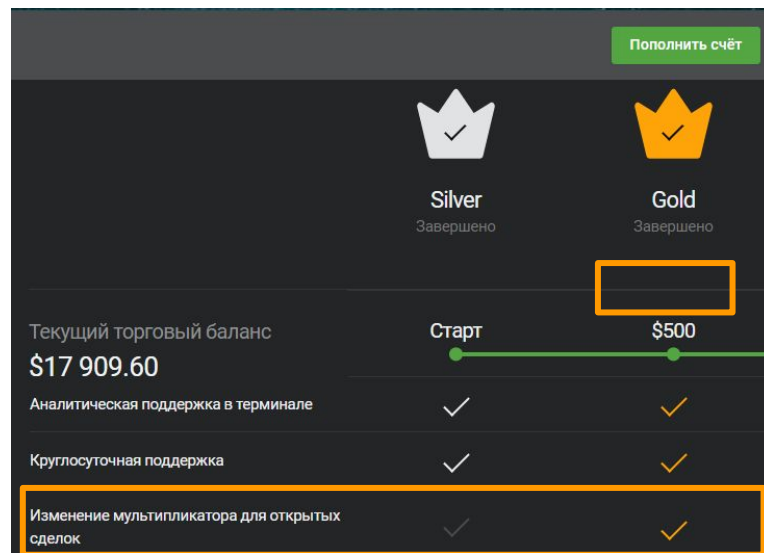 Пополнить счёт
Silver
Gold
Завершено
Завершено
Текущий торговый баланс
Старт
$500
$17 909.60
Аналитическая поддержка в терминале
Круглосуточная поддержка
Изменение мультипликатора для открытых
сделок